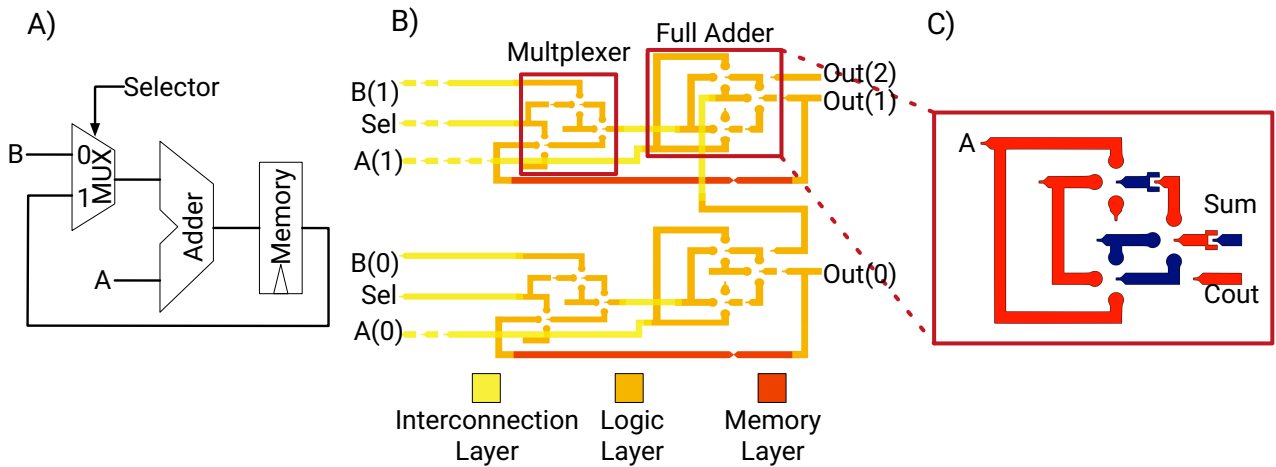 A)
Selector
B
0
1
MUX
A
Adder
Memory
B)
Multplexer
Full Adder
B(1)
Sel
A(1)
Out(2)
Out(1)
B(0)
Sel
A(0)
Out(0)
Interconnection
Layer
Logic
Layer
Memory
Layer
C)
A
Sum
Cout